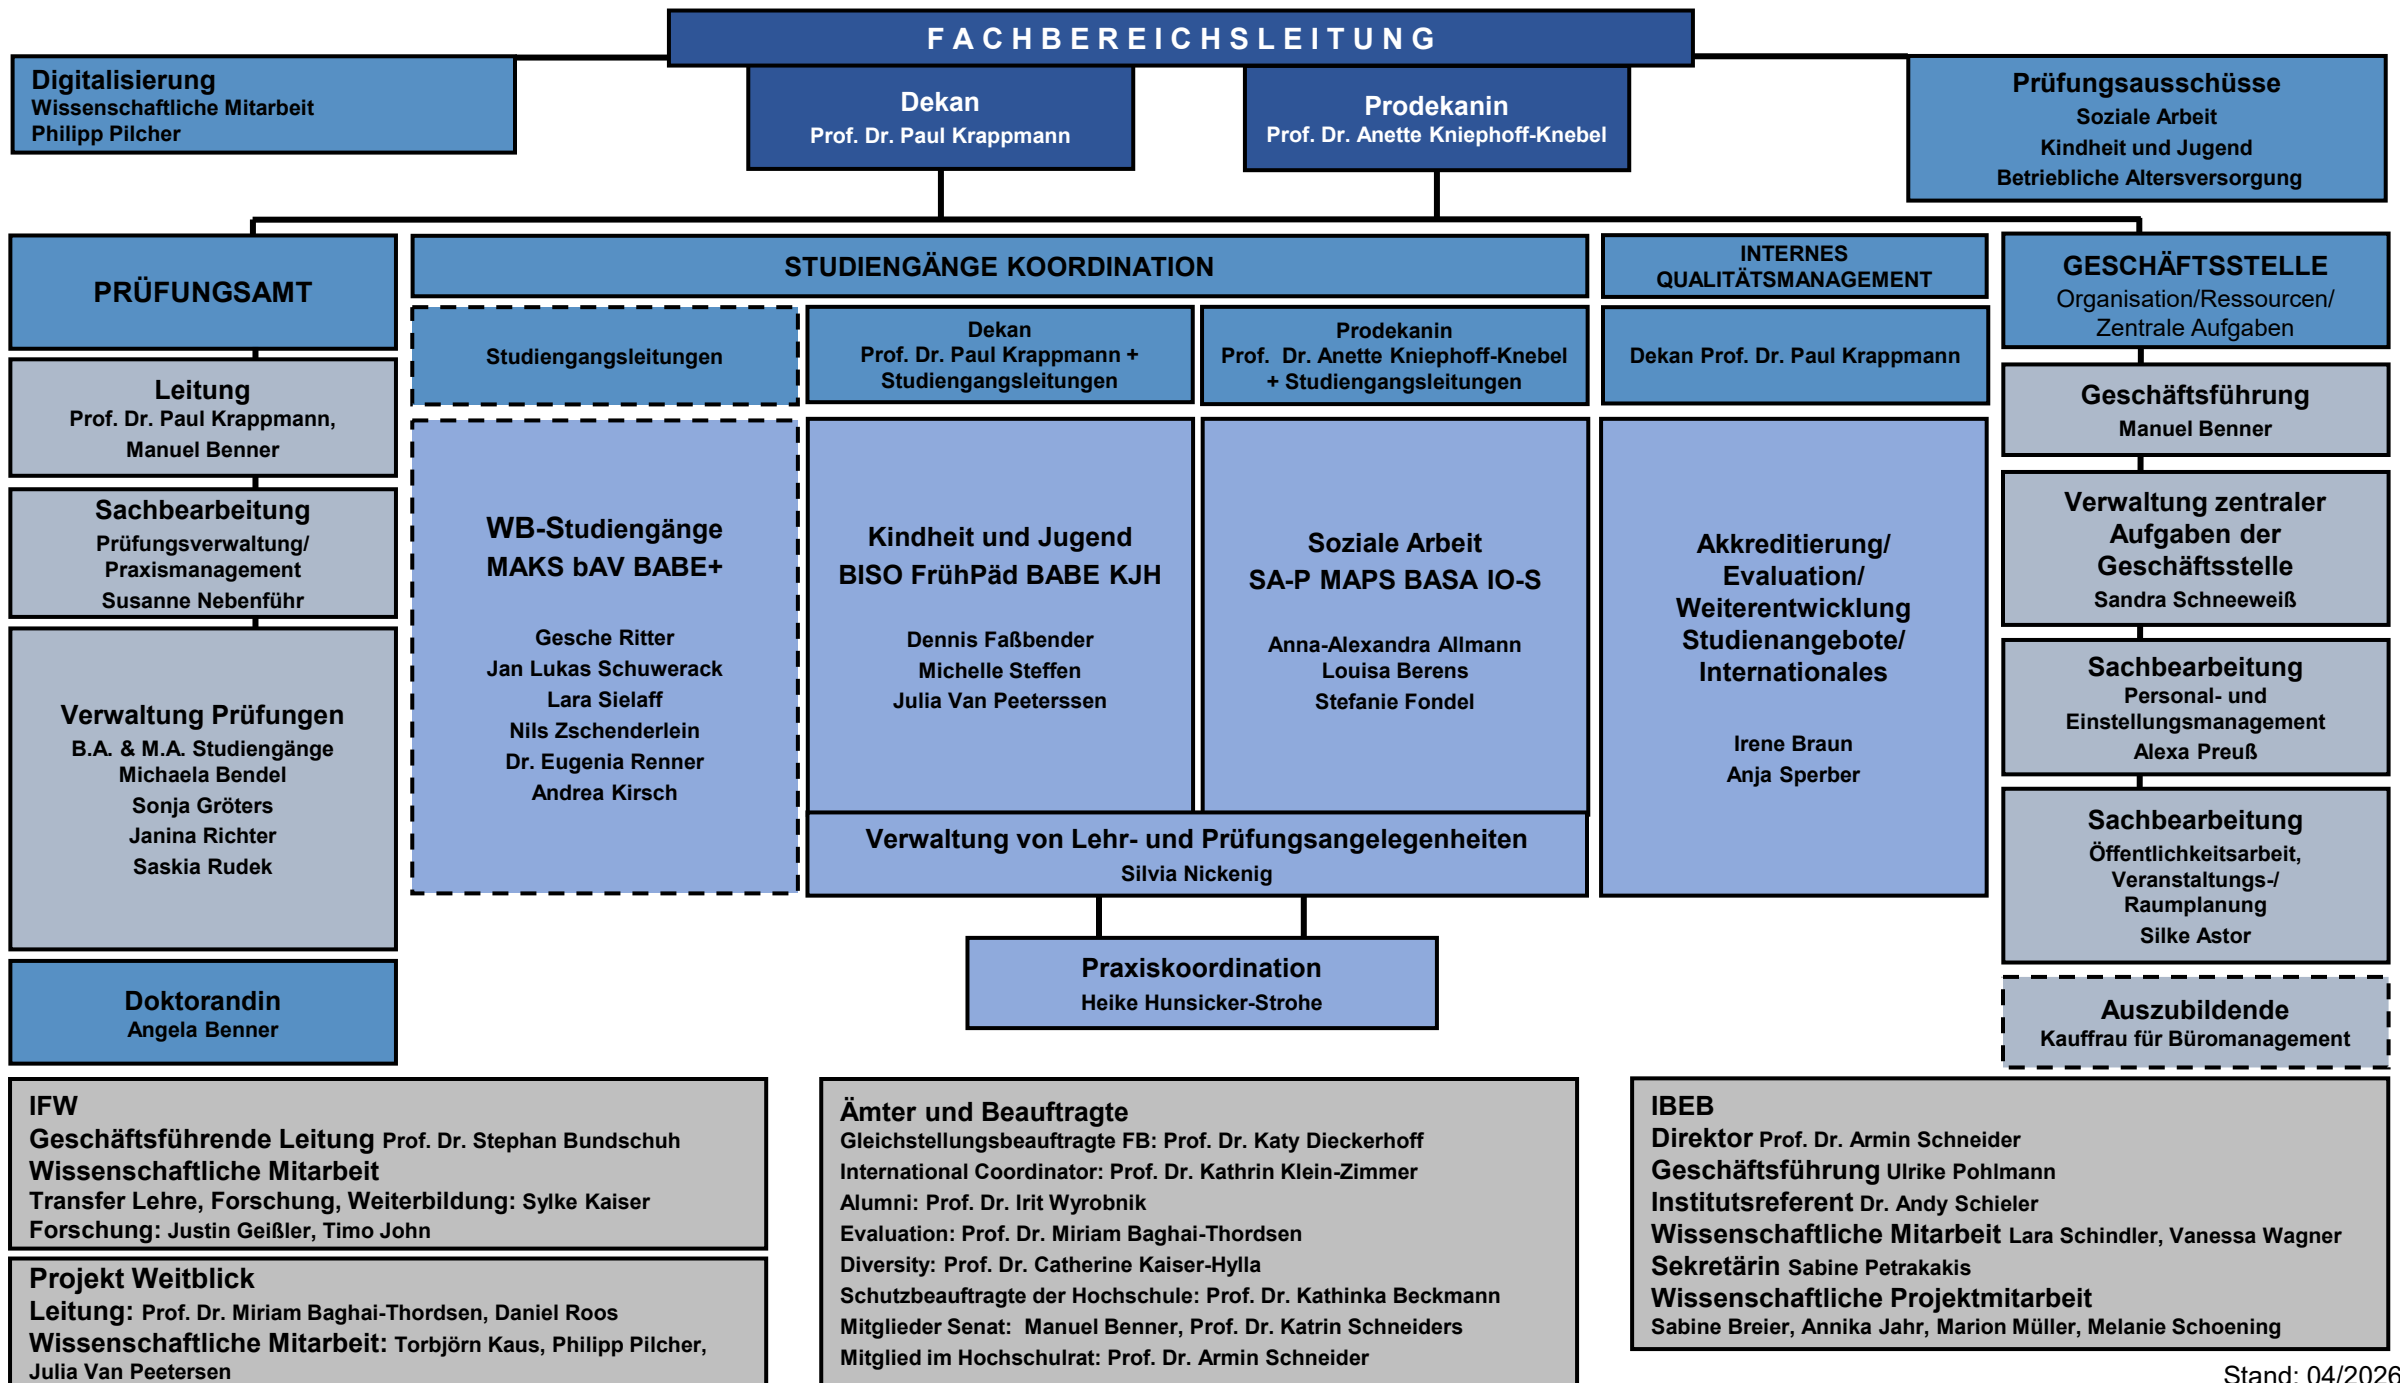 FACHBEREICHSLEITUNG
Digitalisierung
Wissenschaftliche Mitarbeit
Philipp Pilcher
Dekan
Prof. Dr. Paul Krappmann
Prodekanin
Prof. Dr. Anette Kniephoff-Knebel
Prüfungsausschüsse
Soziale Arbeit
Kindheit und Jugend
Betriebliche Altersversorgung
PRÜFUNGSAMT
Leitung
Prof. Dr. Paul Krappmann,
Manuel Benner
Sachbearbeitung
Prüfungsverwaltung/
Praxismanagement
Susanne Nebenführ
Verwaltung Prüfungen
B.A. & M.A. Studiengänge
Michaela Bendel
Sonja Gröters
Janina Richter
Saskia Rudek
Doktorandin
Angela Benner
STUDIENGÄNGE KOORDINATION
Studiengangsleitungen
WB-Studiengänge
MAKS bAV BABE+
Gesche Ritter
Jan Lukas Schuwerack
Lara Sielaff
Nils Zschenderlein
Dr. Eugenia Renner
Andrea Kirsch
Dekan
Prof. Dr. Paul Krappmann +
Studiengangsleitungen
Kindheit und Jugend
BISO FrühPäd BABE KJH
Dennis Faßbender
Michelle Steffen
Julia Van Peeterssen
Prodekanin
Prof. Dr. Anette Kniephoff-Knebel
+ Studiengangsleitungen
Soziale Arbeit
SA-P MAPS BASA IO-S
Anna-Alexandra Allmann
Louisa Berens
Stefanie Fondel
Verwaltung von Lehr- und Prüfungsangelegenheiten
Silvia Nickenig
Praxiskoordination
Heike Hunsicker-Strohe
INTERNES
QUALITÄTSMANAGEMENT
Dekan Prof. Dr. Paul Krappmann
Akkreditierung/
Evaluation/
Weiterentwicklung
Studienangebote/
Internationales
Irene Braun
Anja Sperber
GESCHÄFTSSTELLE
Organisation/Ressourcen/
Zentrale Aufgaben
Geschäftsführung
Manuel Benner
Verwaltung zentraler
Aufgaben der
Geschäftsstelle
Sandra Schneeweiß
Sachbearbeitung
Personal- und
Einstellungsmanagement
Alexa Preuß
Sachbearbeitung
Öffentlichkeitsarbeit,
Veranstaltungs-/
Raumplanung
Silke Astor
Auszubildende
Kauffrau für Büromanagement
IFW
Geschäftsführende Leitung Prof. Dr. Stephan Bundschuh
Wissenschaftliche Mitarbeit
Transfer Lehre, Forschung, Weiterbildung: Sylke Kaiser
Forschung: Justin Geißler, Timo John
Projekt Weitblick
Leitung: Prof. Dr. Miriam Baghai-Thordsen, Daniel Roos
Wissenschaftliche Mitarbeit: Torbjörn Kaus, Philipp Pilcher,
Julia Van Peetersen
Ämter und Beauftragte
Gleichstellungsbeauftragte FB: Prof. Dr. Katy Dieckerhoff
International Coordinator: Prof. Dr. Kathrin Klein-Zimmer
Alumni: Prof. Dr. Irit Wyrobnik
Evaluation: Prof. Dr. Miriam Baghai-Thordsen
Diversity: Prof. Dr. Catherine Kaiser-Hylla
Schutzbeauftragte der Hochschule: Prof. Dr. Kathinka Beckmann
Mitglieder Senat: Manuel Benner, Prof. Dr. Katrin Schneiders
Mitglied im Hochschulrat: Prof. Dr. Armin Schneider
IBEB
Direktor Prof. Dr. Armin Schneider
Geschäftsführung Ulrike Pohlmann
Institutsreferent Dr. Andy Schieler
Wissenschaftliche Mitarbeit Lara Schindler, Vanessa Wagner
Sekretärin Sabine Petrakakis
Wissenschaftliche Projektmitarbeit
Sabine Breier, Annika Jahr, Marion Müller, Melanie Schoening
Stand: 04/2026